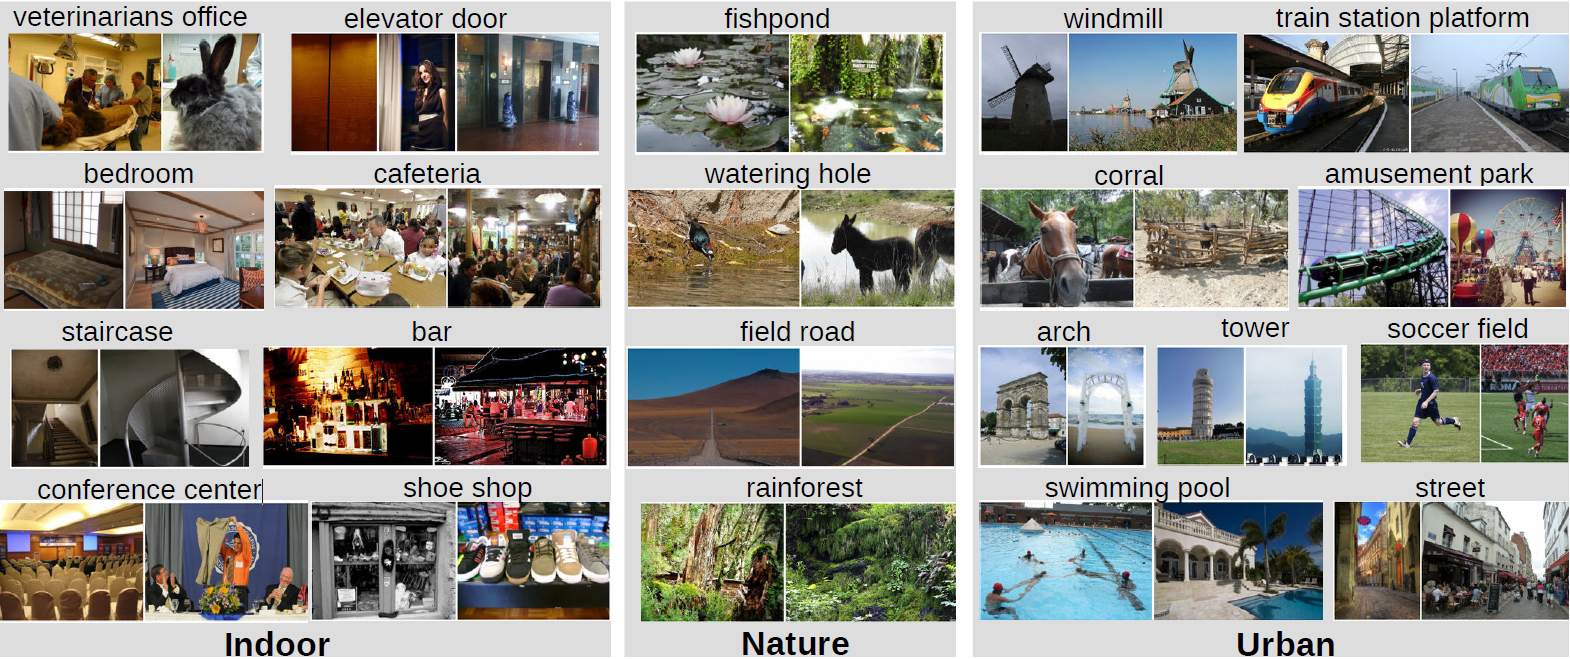 veterinarians office
elevator door
fishpond
windmill
train station platform
bedroom
cafeteria
watering hole
corral
amusement park
staircase
bar
field road
arch
tower
soccer field
conference center
shoe shop
rainforest
swimming pool
street
Indoor
Nature
Urban